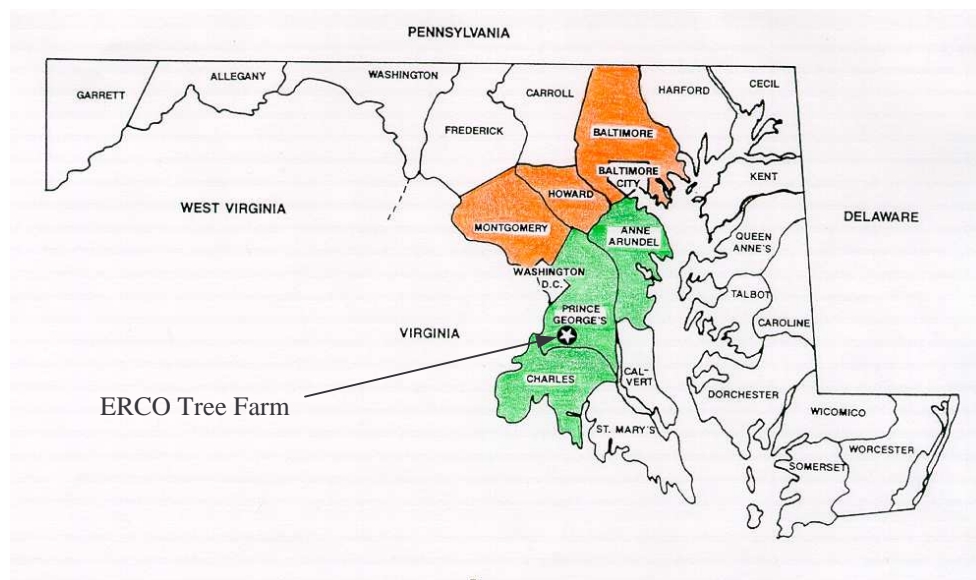 PENNSYLVANIA
GARRETT
ALLEGANY
WASHINGTON
CARROLL
HARFORD
CECIL
FREDERICK
BALTIMORE
BALTIMORE
CITY
KENT
HOWARD
WEST VIRGINIA
MONTGOMERY
ANNE
ARUNDEL
QUEEN
ANNE'S
DELAWARE
WASHINGTON
D.C.
TALBOT
PRINCE
GEORGE'S
CAROLINE
VIRGINIA
CHARLES
CAL-
VERT
DORCHESTER
ERCO Tree Farm
ST. MARY'S
WICOMICO
WORCESTER
SOMERSET